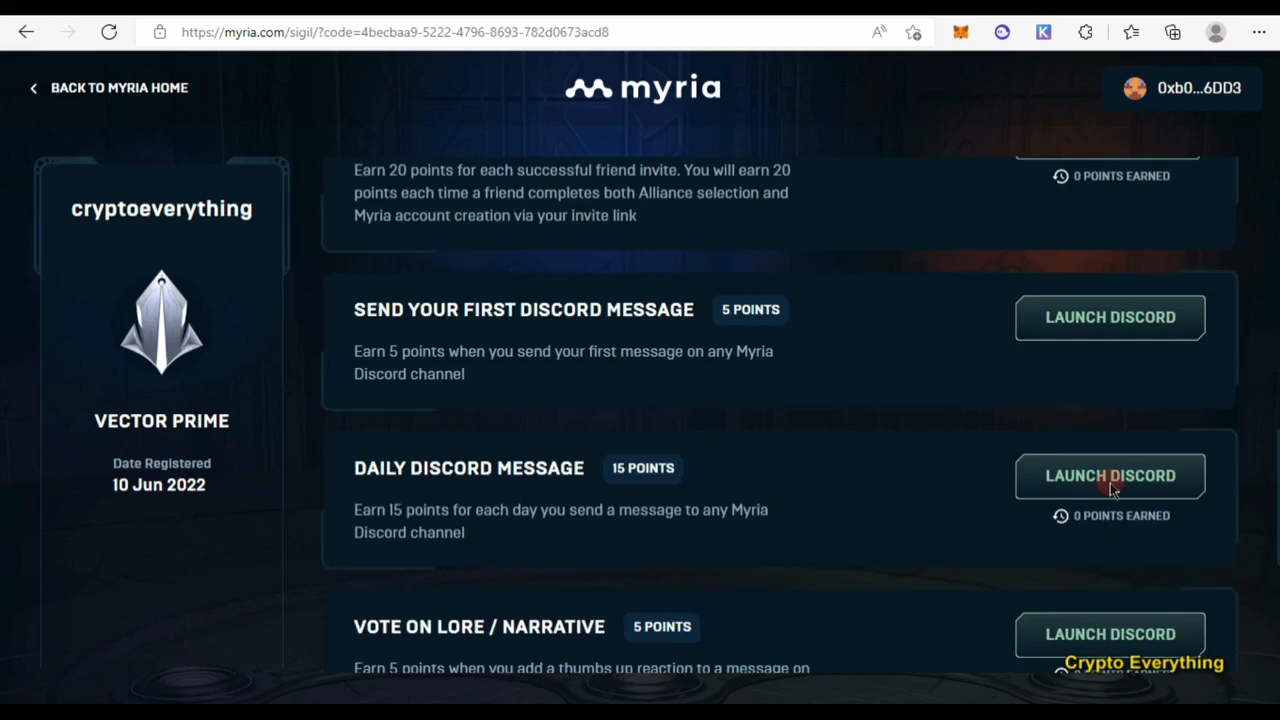 https://myria.com/sigil/?code=4becbaa9-5222-4796-8693-782d0673acd8
BACK TO MYRIA HOME
myria
0xb0...6DD3
cryptoeverything
VECTOR PRIME
Date Registered
10 Jun 2022
Earn 20 points for each successful friend invite. You will earn 20
points each time a friend completes both Alliance selection and
Myria account creation via your invite link
0 POINTS EARNED
SEND YOUR FIRST DISCORD MESSAGE 5 POINTS
LAUNCH DISCORD
Earn 5 points when you send your first message on any Myria
Discord channel
DAILY DISCORD MESSAGE 15 POINTS
LAUNCH DISCORD
Earn 15 points for each day you send a message to any Myria
Discord channel
0 POINTS EARNED
VOTE ON LORE / NARRATIVE 5 POINTS
LAUNCH DISCORD
Earn 5 points when you add a thumbs up reaction to a message on
Crypto Everything